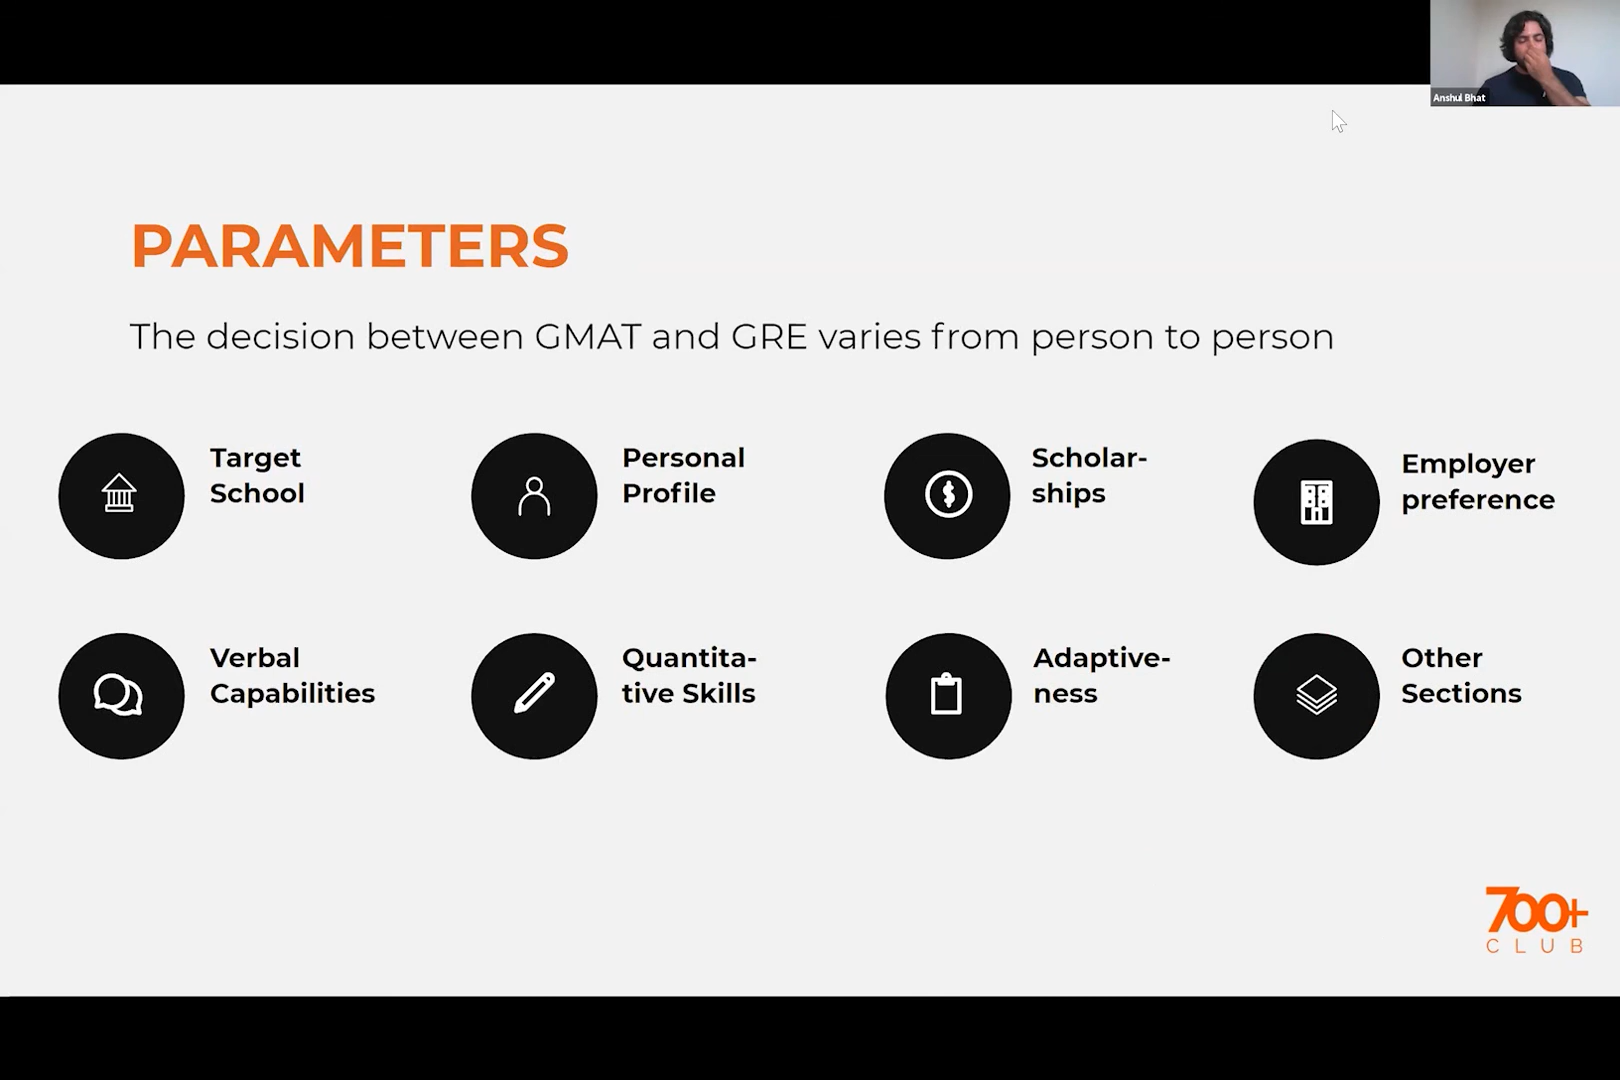 Anshul Bhat
PARAMETERS
The decision between GMAT and GRE varies from person to person
Target
School
Personal
Profile
Scholar-
ships
Employer
preference
Verbal
Capabilities
Quantita-
tive Skills
Adaptive-
ness
Other
Sections
700+
CLUB